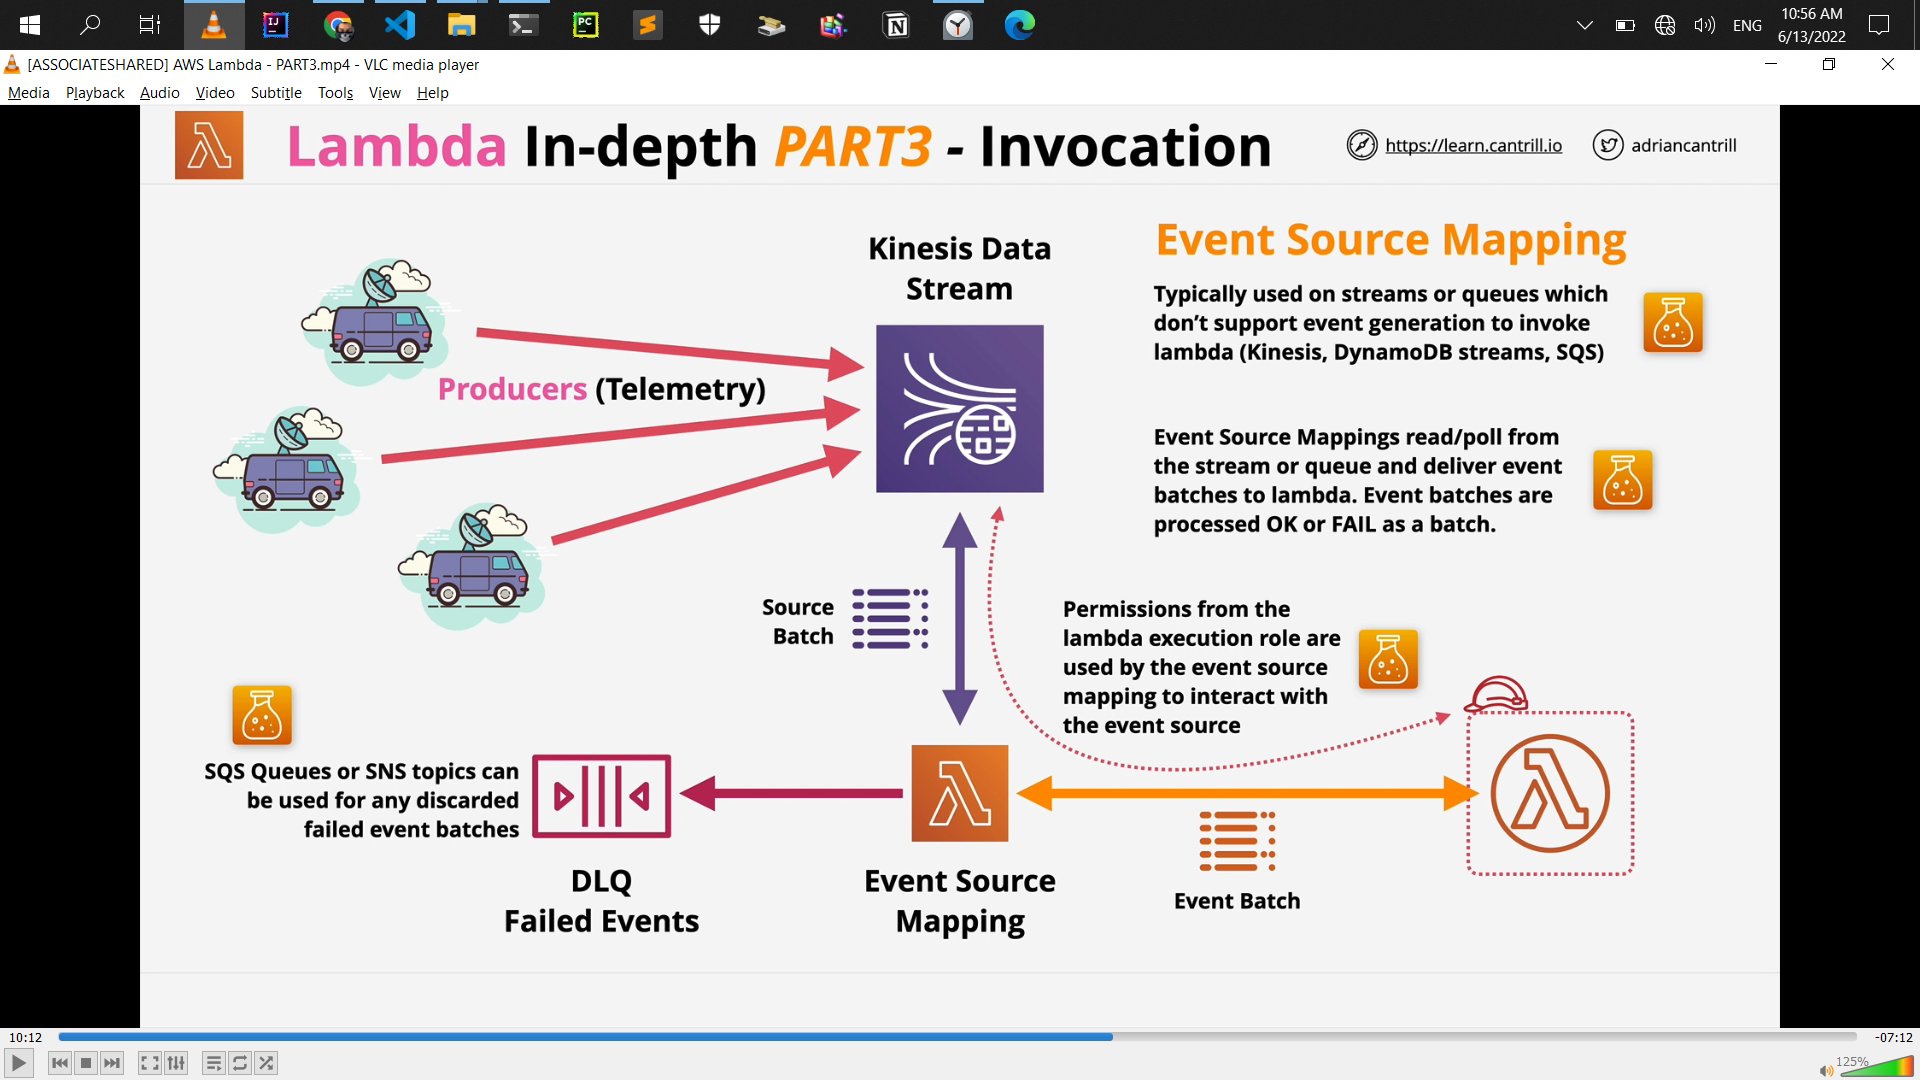 ENG
10:56 AM
6/13/2022
[ASSOCIATESHARED] AWS Lambda - PART3.mp4 - VLC media player
Media Playback Audio Video Subtitle Tools View Help
Lambda In-depth PART3 - Invocation
https://learn.cantrill.io
adriancantrill
Kinesis Data
Stream
Event Source Mapping
Typically used on streams or queues which
don't support event generation to invoke
lambda (Kinesis, DynamoDB streams, SQS)
Producers (Telemetry)
Event Source Mappings read/poll from
the stream or queue and deliver event
batches to lambda. Event batches are
processed OK or FAIL as a batch.
Source
Batch
Permissions from the
lambda execution role are
used by the event source
mapping to interact with
the event source
SQS Queues or SNS topics can
be used for any discarded
failed event batches
DLQ
Failed Events
Event Source
Mapping
Event Batch
10:12
-07:12
125%